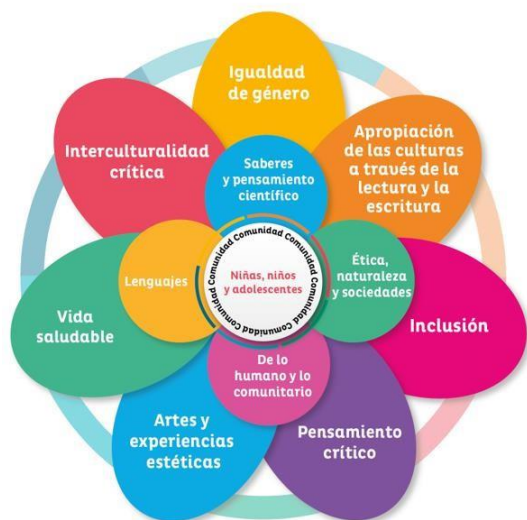 Igualdad
de género
Apropiación
de las culturas
a través de la
lectura y la
escritura
Inclusión
Pensamiento
crítico
Artes y
experiencias
estéticas
Vida
saludable
Interculturalidad
crítica
Saberes
y pensamiento
científico
Ética,
naturaleza
y sociedades
De lo
humano y lo
comunitario
Lenguajes
Comunidad Comunidad Comunidad Comunidad Comunidad Comunidad Comunidad
Niñas, niños
y adolescentes